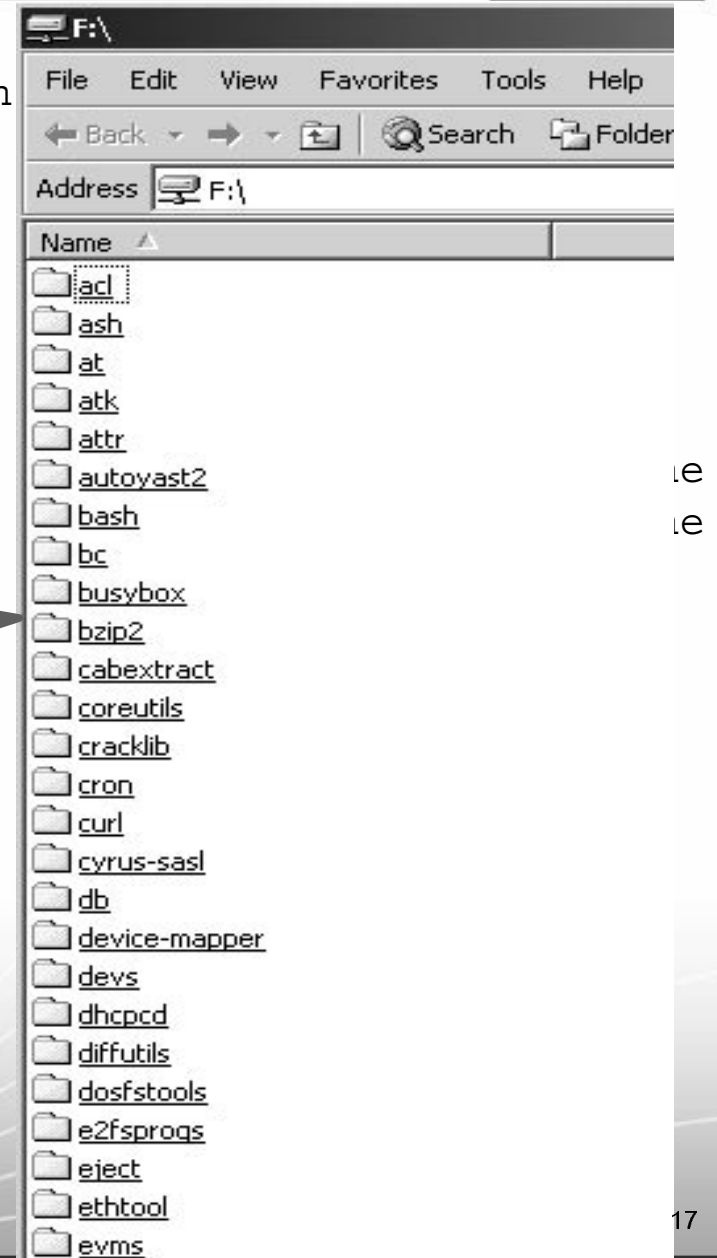 F:\
File Edit View Favorites Tools Help
Back Search Folder
Address F:\
Name
acl
ash
at
atk
attr
autoyast2
bash
bc
busybox
bzip2
cabextract
coreutils
cracklib
cron
curl
cyrus-sasl
db
device-mapper
devs
dhcpcd
diffutils
dosfstools
e2fsprogs
eject
ethtool
evms
17